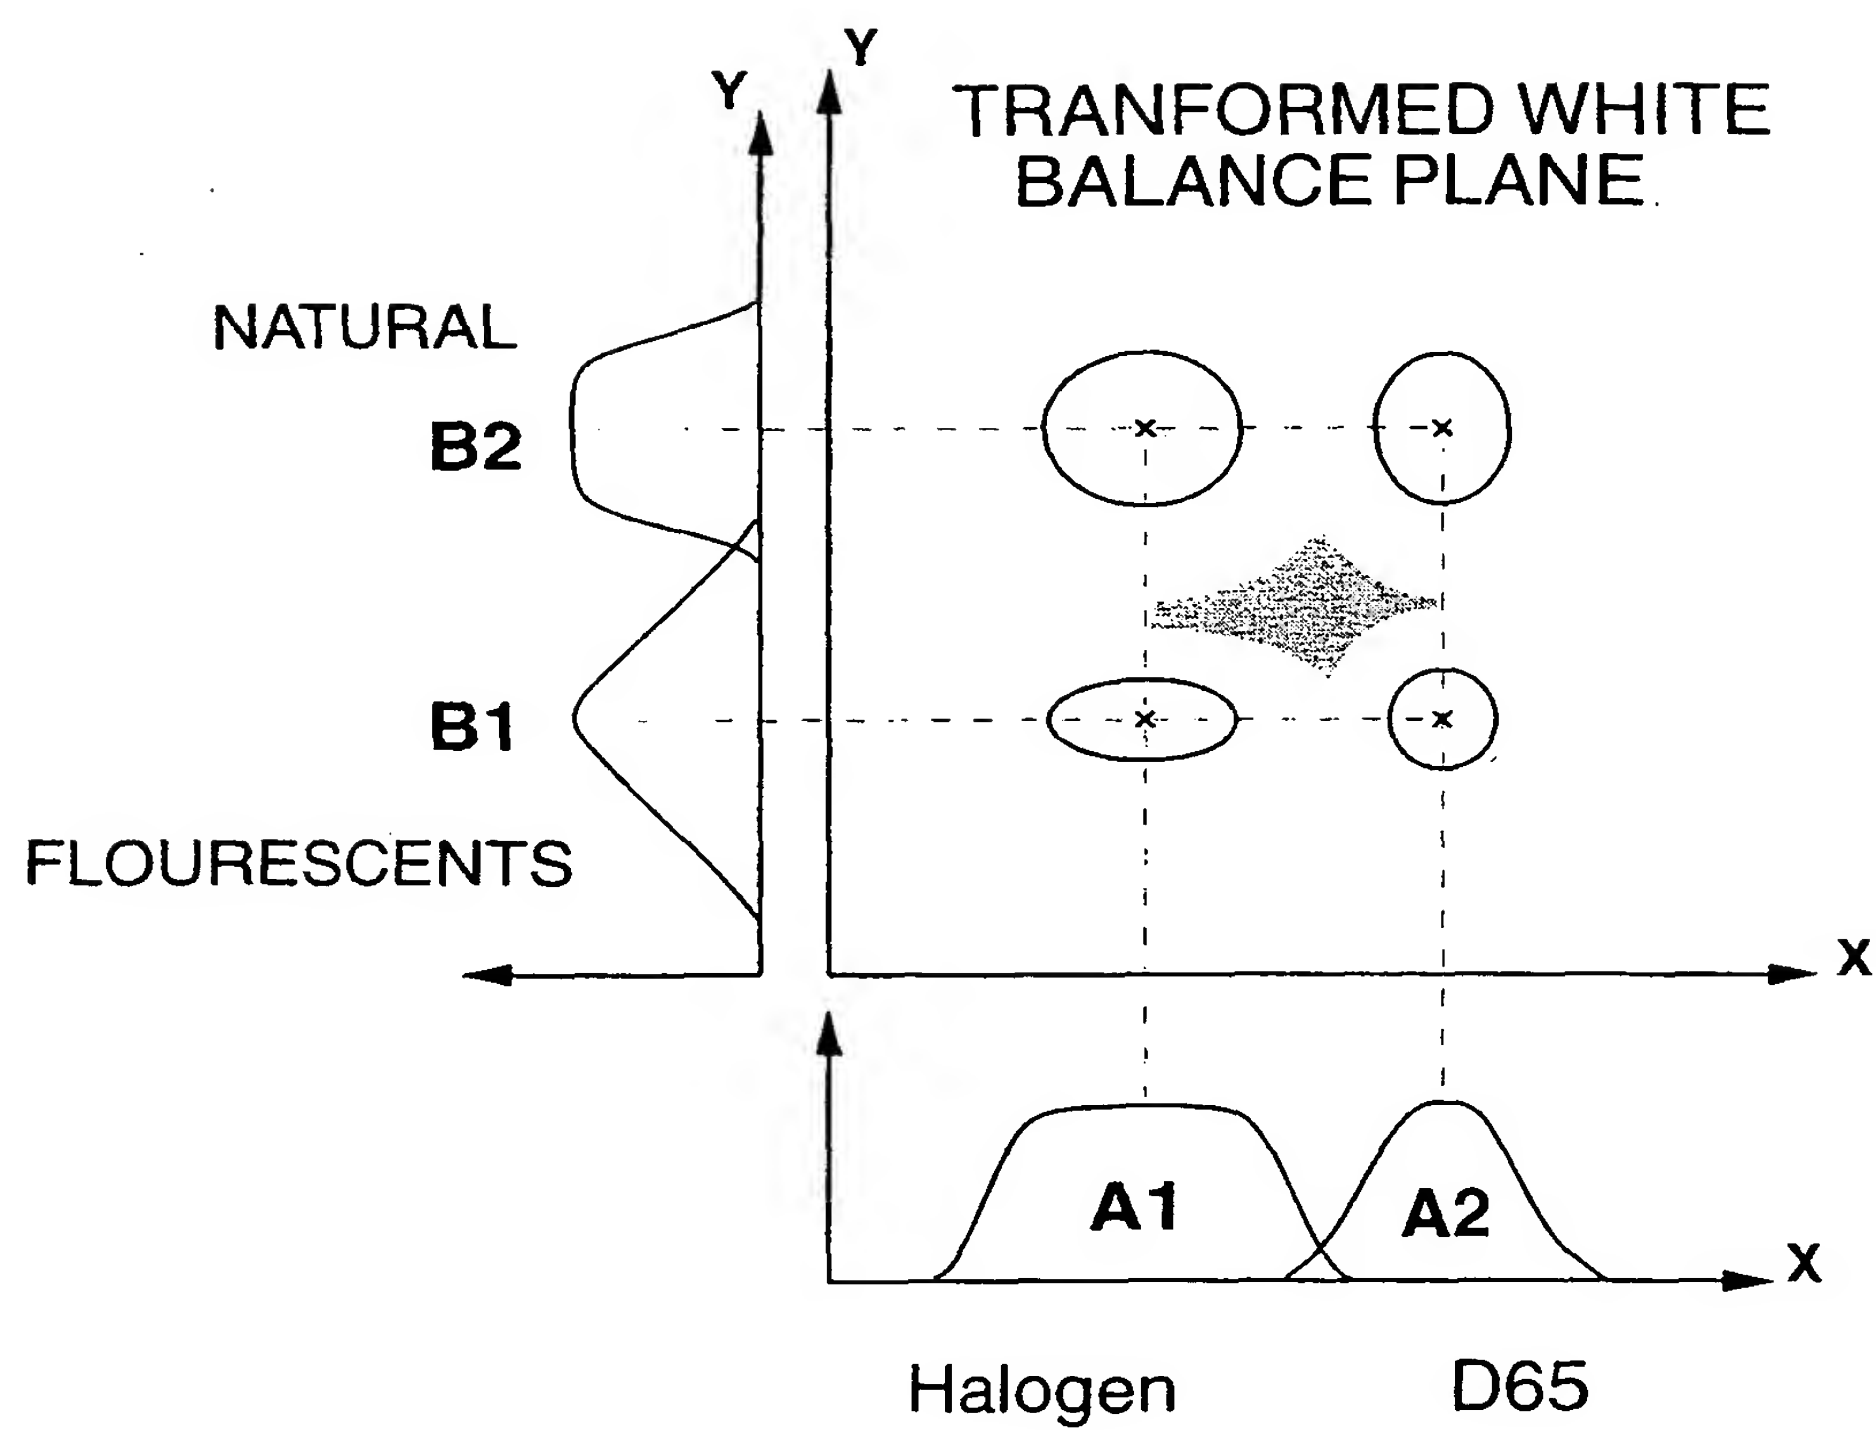 Y
Y
TRANFORMED WHITE
BALANCE PLANE
NATURAL
B2
B1
FLOURESCENTS
X
A1
A2
X
Halogen
D65